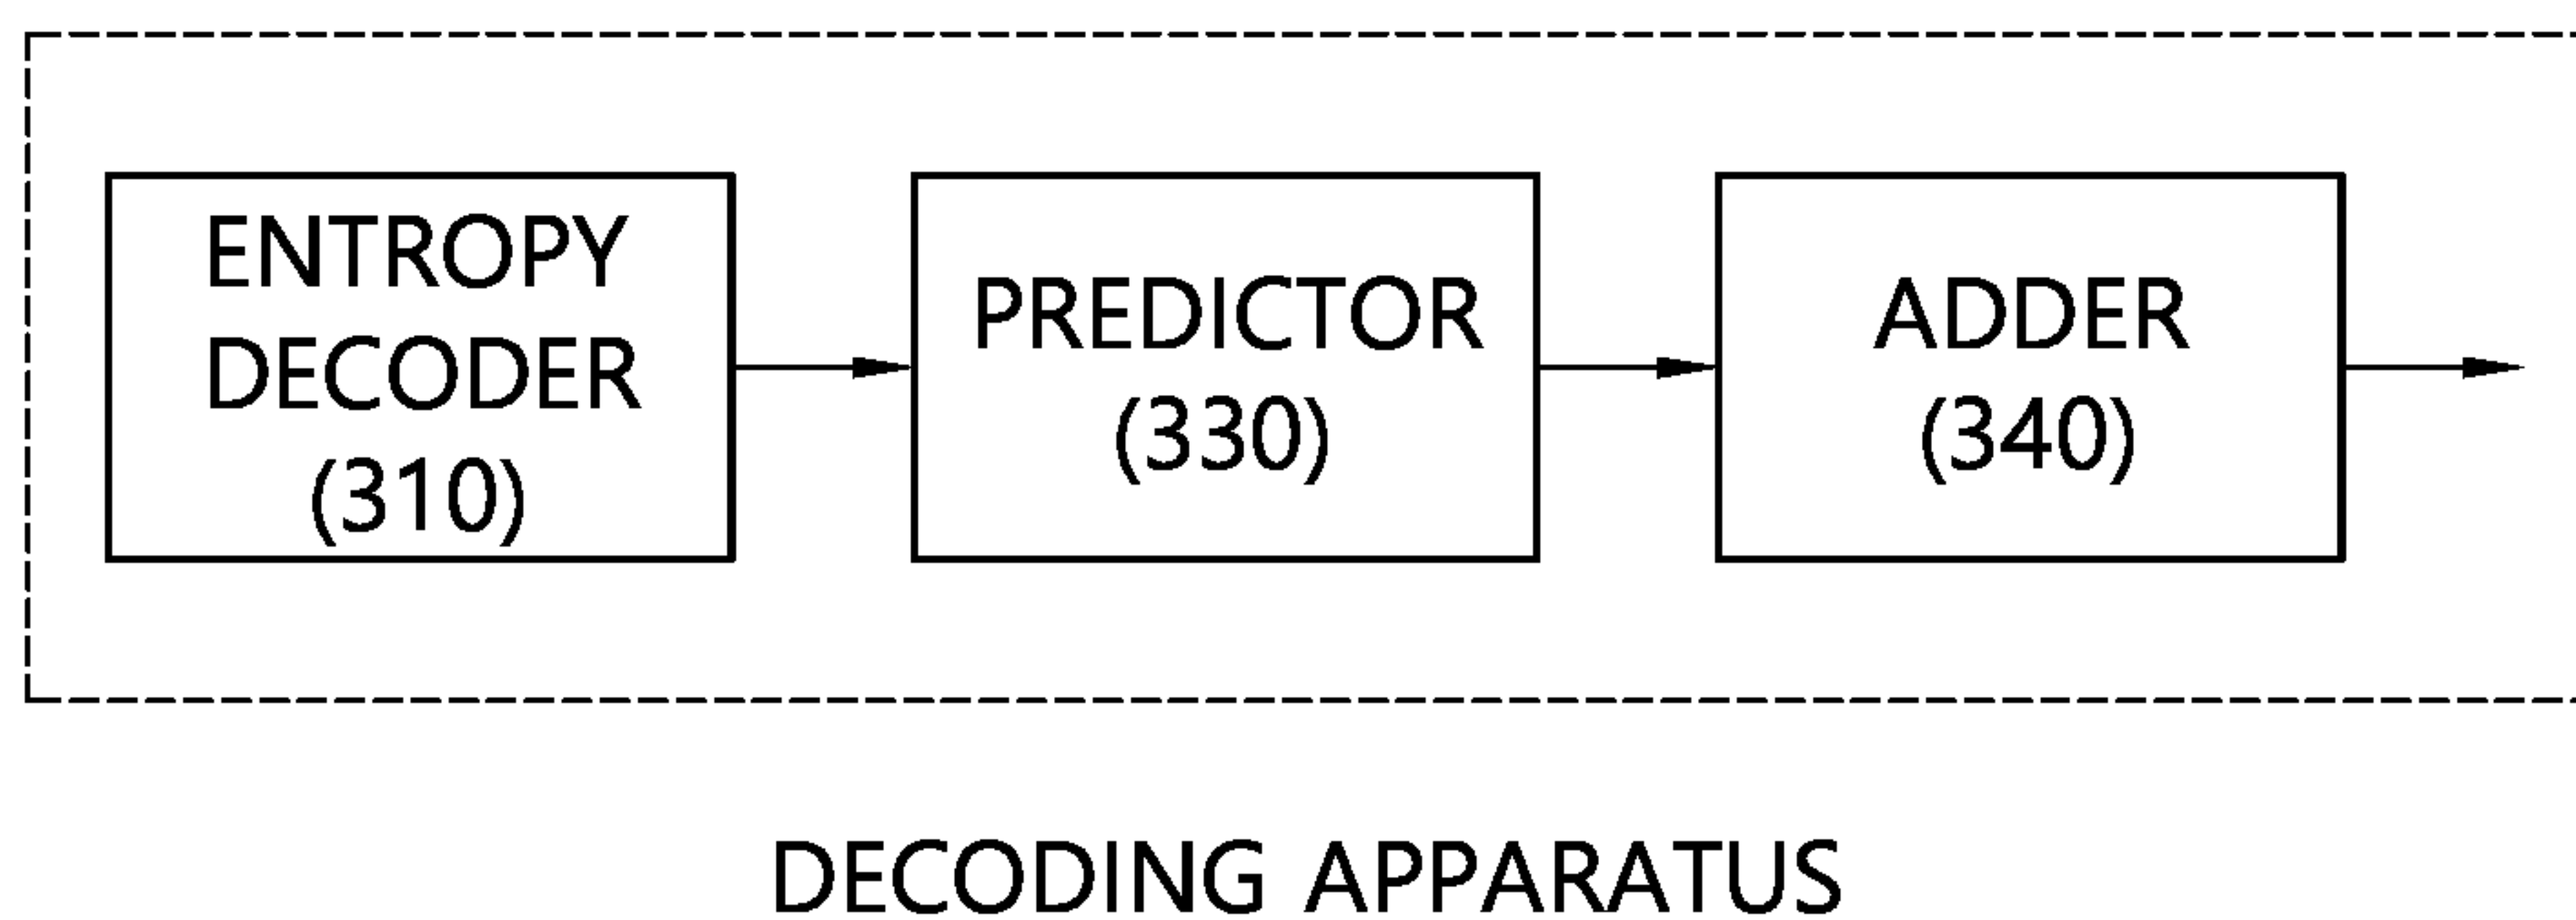 ENTROPY
DECODER
(310)
PREDICTOR
(330)
ADDER
(340)
DECODING APPARATUS